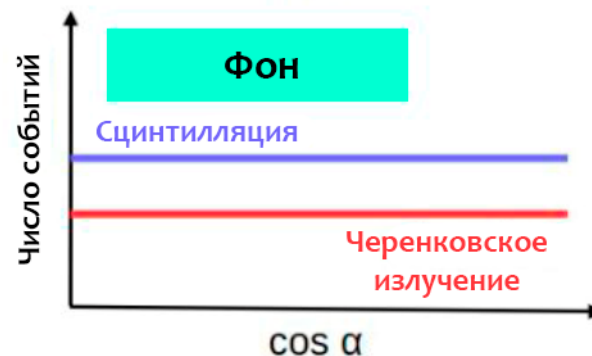 Фон
Сцинтилляция
Число событий
Черенковское
излучение
cos α